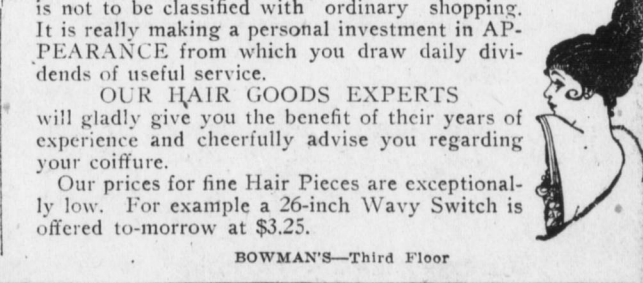 is not to be classified with ordinary shopping.
It is really making a personal investment in AP-
PEARANCE from which you draw daily divi-
dends of useful service.
OUR HAIR GOODS EXPERTS
will gladly give you the benefit of their years of
experience and cheerfully advise you regarding
your coiffure.
Our prices for fine Hair Pieces are exceptional-
ly low. For example a 26-inch Wavy Switch is
offered to-morrow at $3.25.
BOWMAN'S—Third Floor